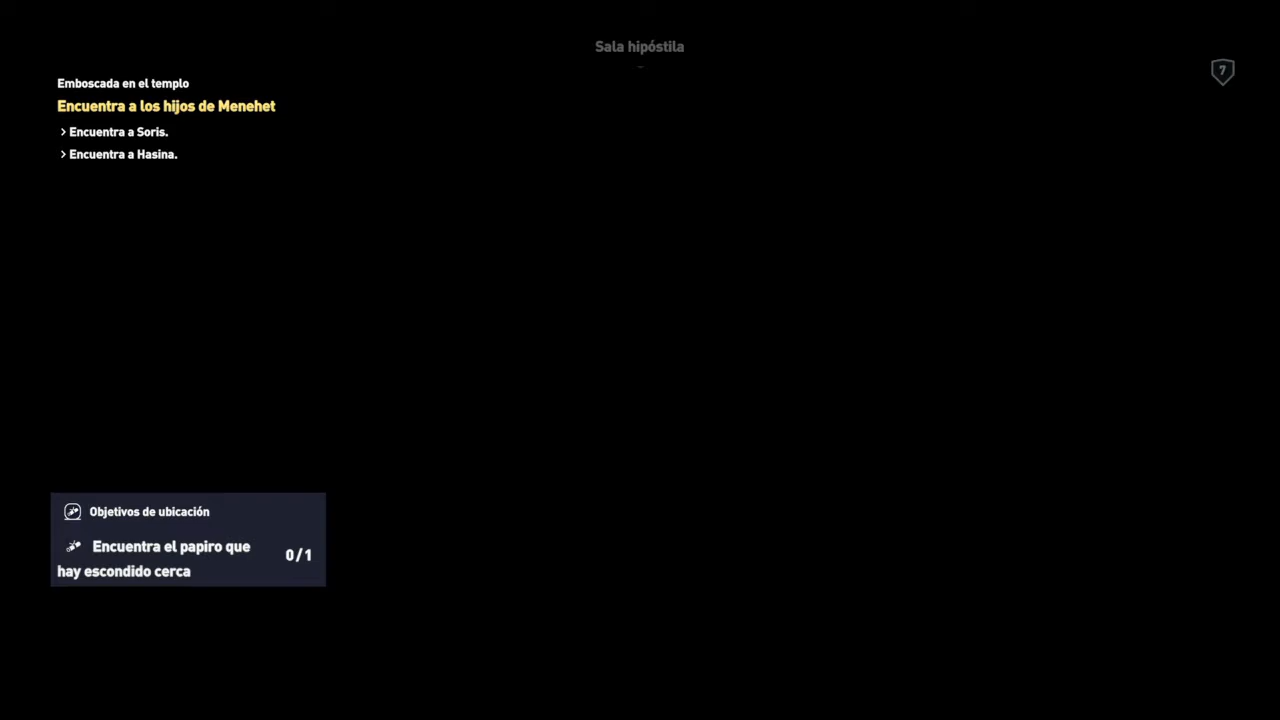 Sala hipóstila
7
Emboscada en el templo
Encuentra a los hijos de Menehet
> Encuentra a Soris.
> Encuentra a Hasina.
Objetivos de ubicación
Encuentra el papiro que
hay escondido cerca
0/1